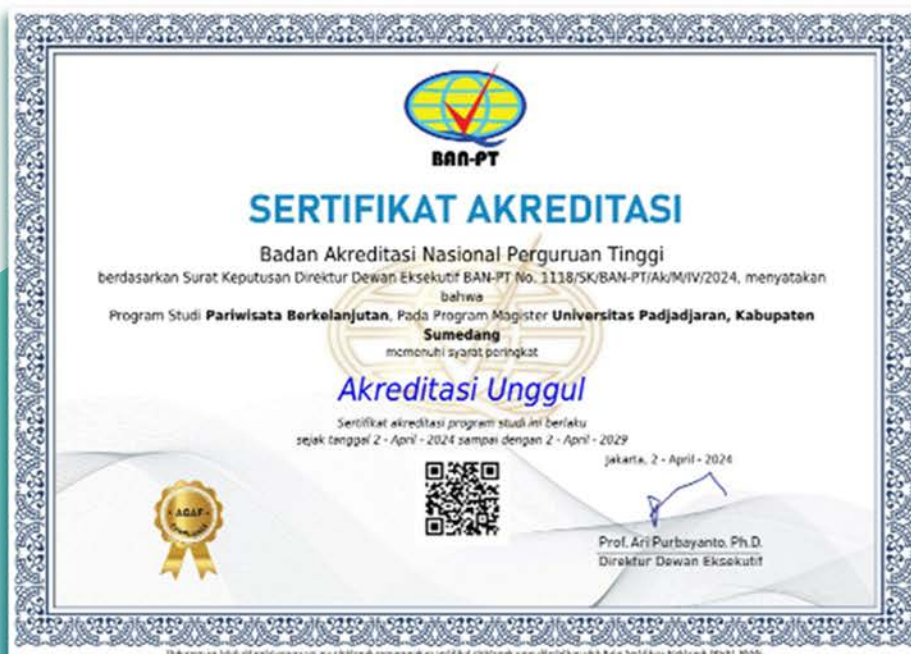 BAN-PT
SERTIFIKAT AKREDITASI
Badan Akreditasi Nasional Perguruan Tinggi
berdasarkan Surat Keputusan Direktur Dewan Eksekutif BAN-PT No. 1118/SK/BAN-PT/Ak/M/IV/2024, menyatakan
bahwa
Program Studi Pariwisata Berkelanjutan, Pada Program Magister Universitas Padjadjaran, Kabupaten
Sumedang
memenuhi syarat peringkat
Akreditasi Unggul
Sertifikat akreditasi program studi ini berlaku
sejak tanggal 2 - April - 2024 sampai dengan 2 - April - 2029
Jakarta, 2 - April - 2024
AQAF
Prof. Ari Purbayanto, Ph.D.
Direktur Dewan Eksekutif